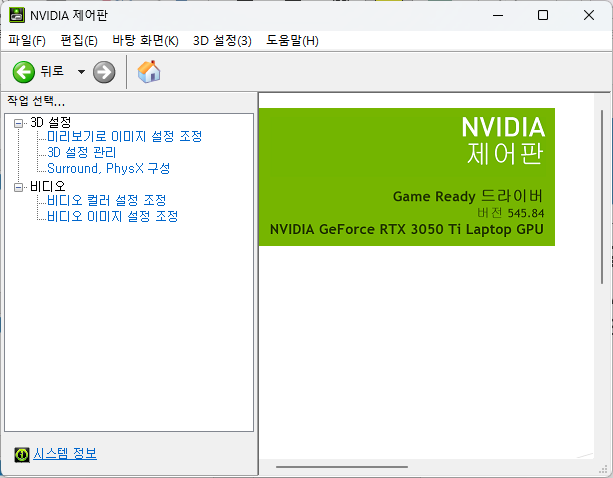 NVIDIA 제어판
파일(F) 편집(E) 바탕 화면(K) 3D 설정(3) 도움말(H)
뒤로
작업 선택...
3D 설정
미리보기로 이미지 설정 조정
3D 설정 관리
Surround, PhysX 구성
비디오
비디오 컬러 설정 조정
비디오 이미지 설정 조정
시스템 정보
NVIDIA
제어판
Game Ready 드라이버
버전 545.84
NVIDIA GeForce RTX 3050 Ti Laptop GPU